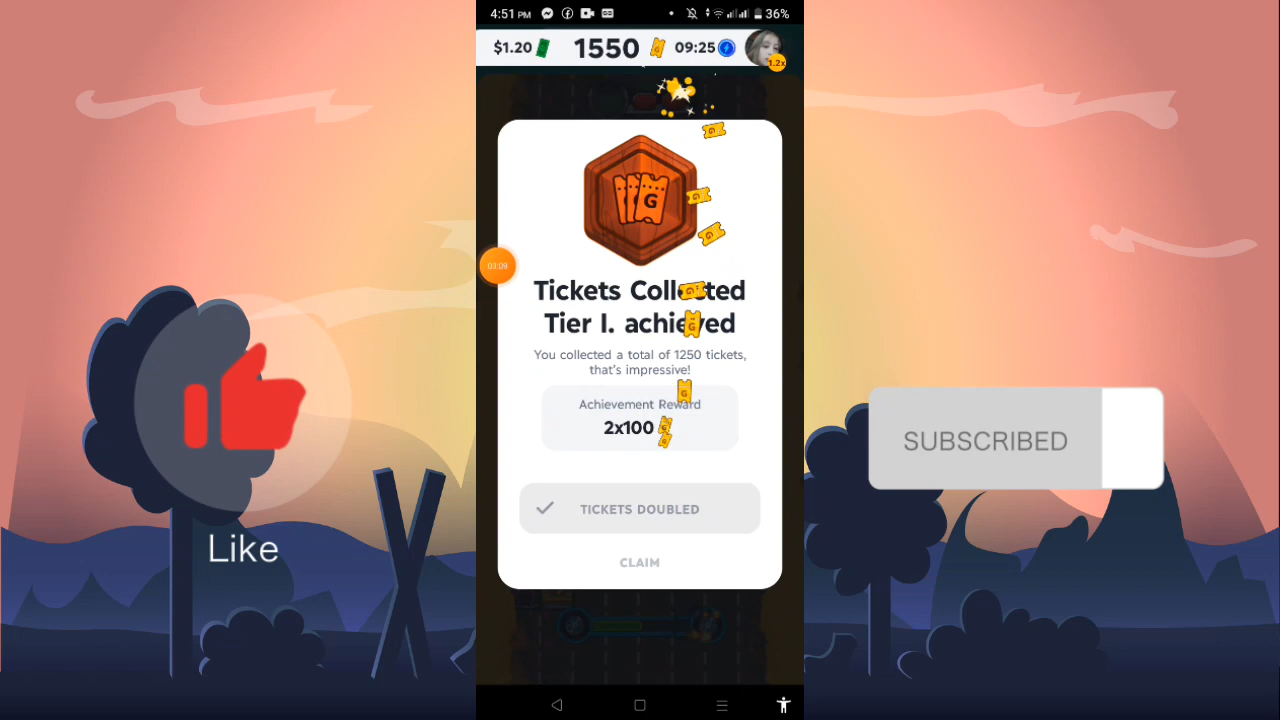 4:51 PM
36%
$1.20
1550
09:25
1.2x
03:09
Tickets Collected
Tier I. achieved
You collected a total of 1250 tickets,
that's impressive!
Achievement Reward
2x100
TICKETS DOUBLED
CLAIM
Like
SUBSCRIBED